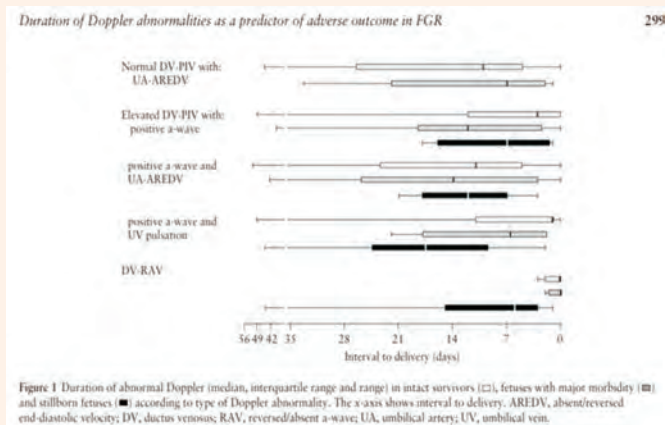 Duration of Doppler abnormalities as a predictor of adverse outcome in FGR 299
Normal DV-PIV with:
UA-AREDV
Elevated DV-PIV with:
positive a-wave
positive a-wave and
UA-AREDV
positive a-wave and
UV pulsation
DV-RAV
56 49 42 35 28 21 14 7 0
Interval to delivery (days)
Figure 1 Duration of abnormal Doppler (median, interquartile range and range) in intact survivors (□), fetuses with major morbidity (▨)
and stillborn fetuses (■) according to type of Doppler abnormality. The x-axis shows interval to delivery. AREDV, absent/reversed
end-diastolic velocity; DV, ductus venosus; RAV, reversed/absent a-wave; UA, umbilical artery; UV, umbilical vein.